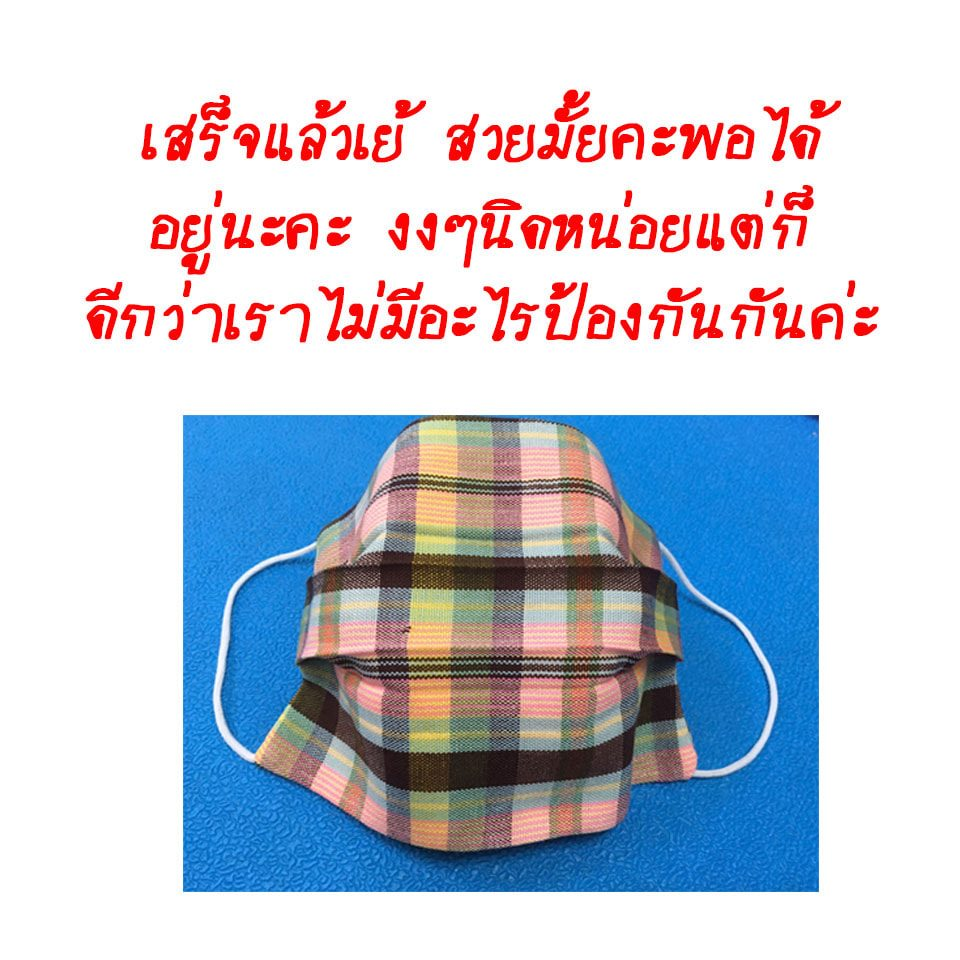 เสร็จแล้วเย้ สวยมั้ยคะพอได้
อยู่นะคะ งงๆนิดหน่อยแต่ก็
ดีกว่าเราไม่มีอะไรป้องกันกันค่ะ